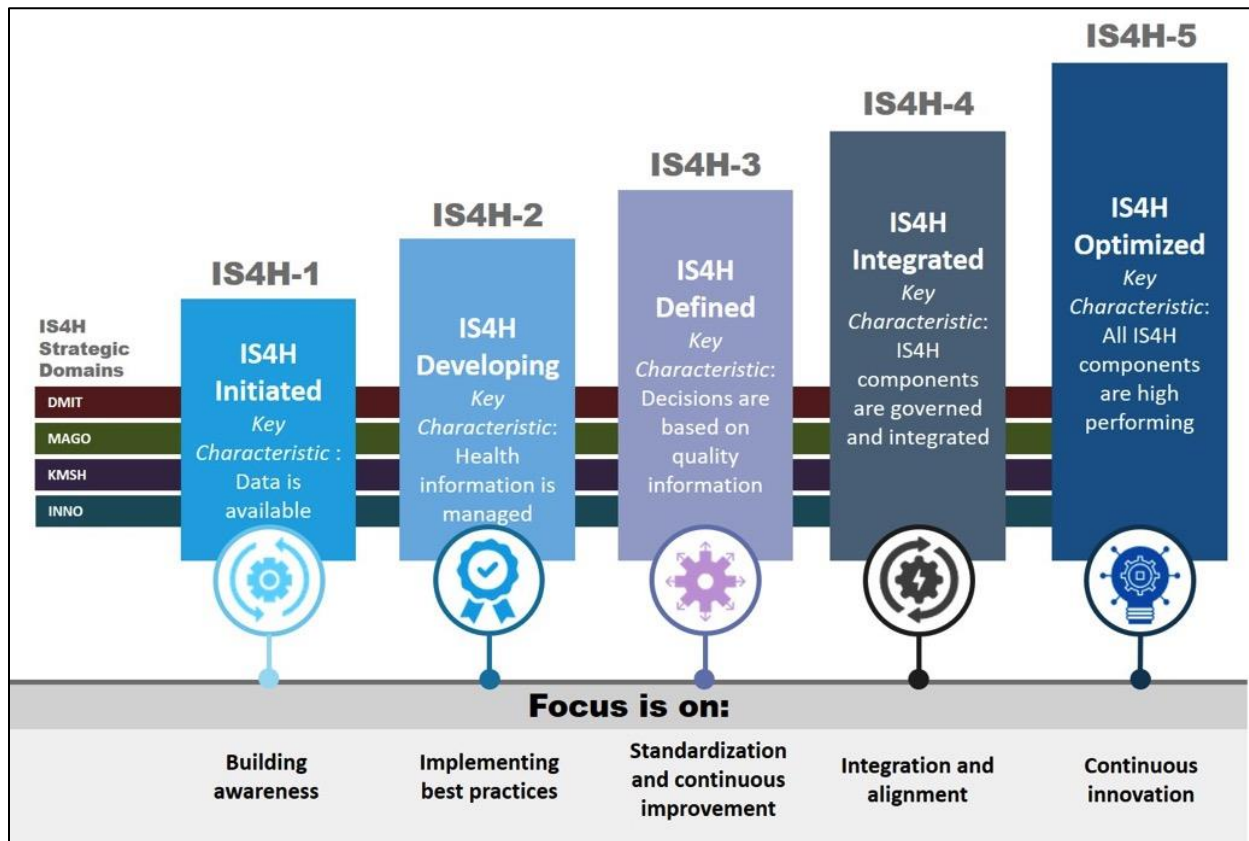 IS4H-5
IS4H-4
IS4H-3
IS4H-2
IS4H-1
IS4H
Strategic
Domains
DMIT
MAGO
KMSH
INNO
IS4H
Initiated
Key
Characteristic :
Data is
available
IS4H
Developing
Key
Characteristic:
Health
information is
managed
IS4H
Defined
Key
Characteristic:
Decisions are
based on
quality
information
IS4H
Integrated
Key
Characteristic:
IS4H
components
are governed
and integrated
IS4H
Optimized
Key
Characteristic:
All IS4H
components
are high
performing
Focus is on:
Building
awareness
Implementing
best practices
Standardization
and continuous
improvement
Integration and
alignment
Continuous
innovation